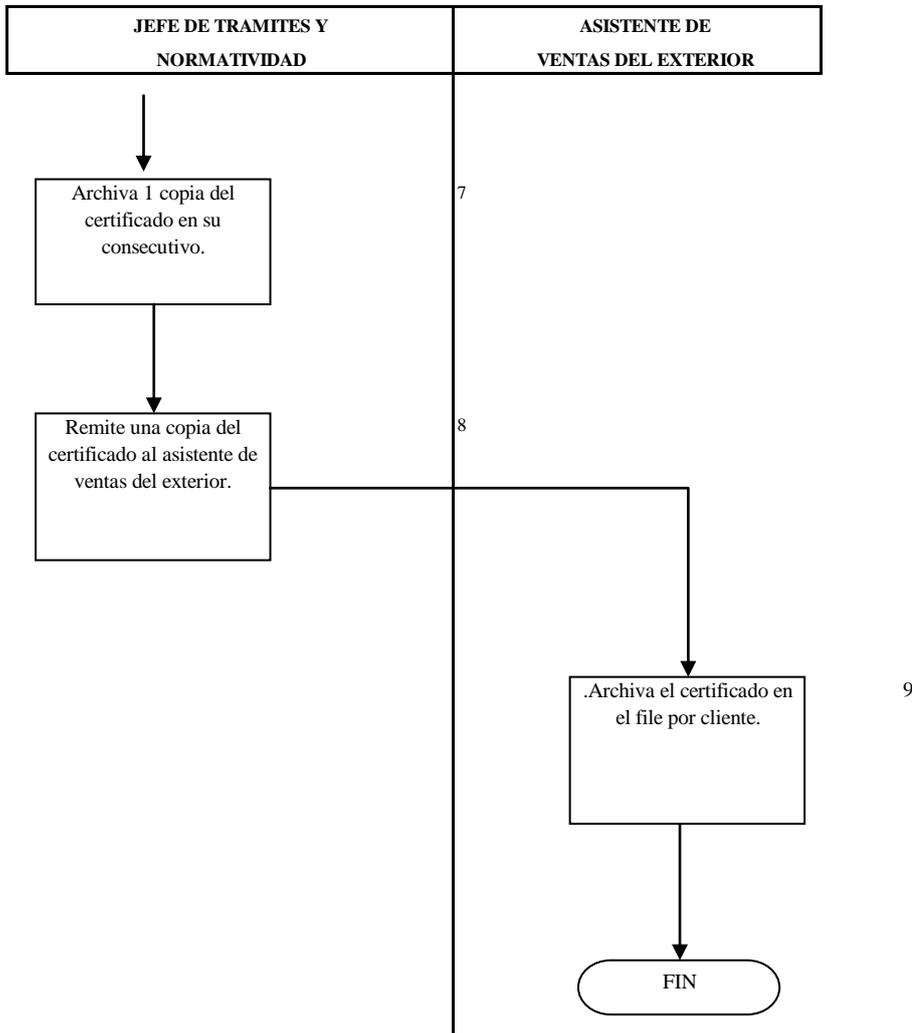 JEFE DE TRAMITES Y
NORMATIVIDAD
ASISTENTE DE
VENTAS DEL EXTERIOR
Archiva 1 copia del
certificado en su
consecutivo.
7
Remite una copia del
certificado al asistente de
ventas del exterior.
8
.Archiva el certificado en
el file por cliente.
9
FIN